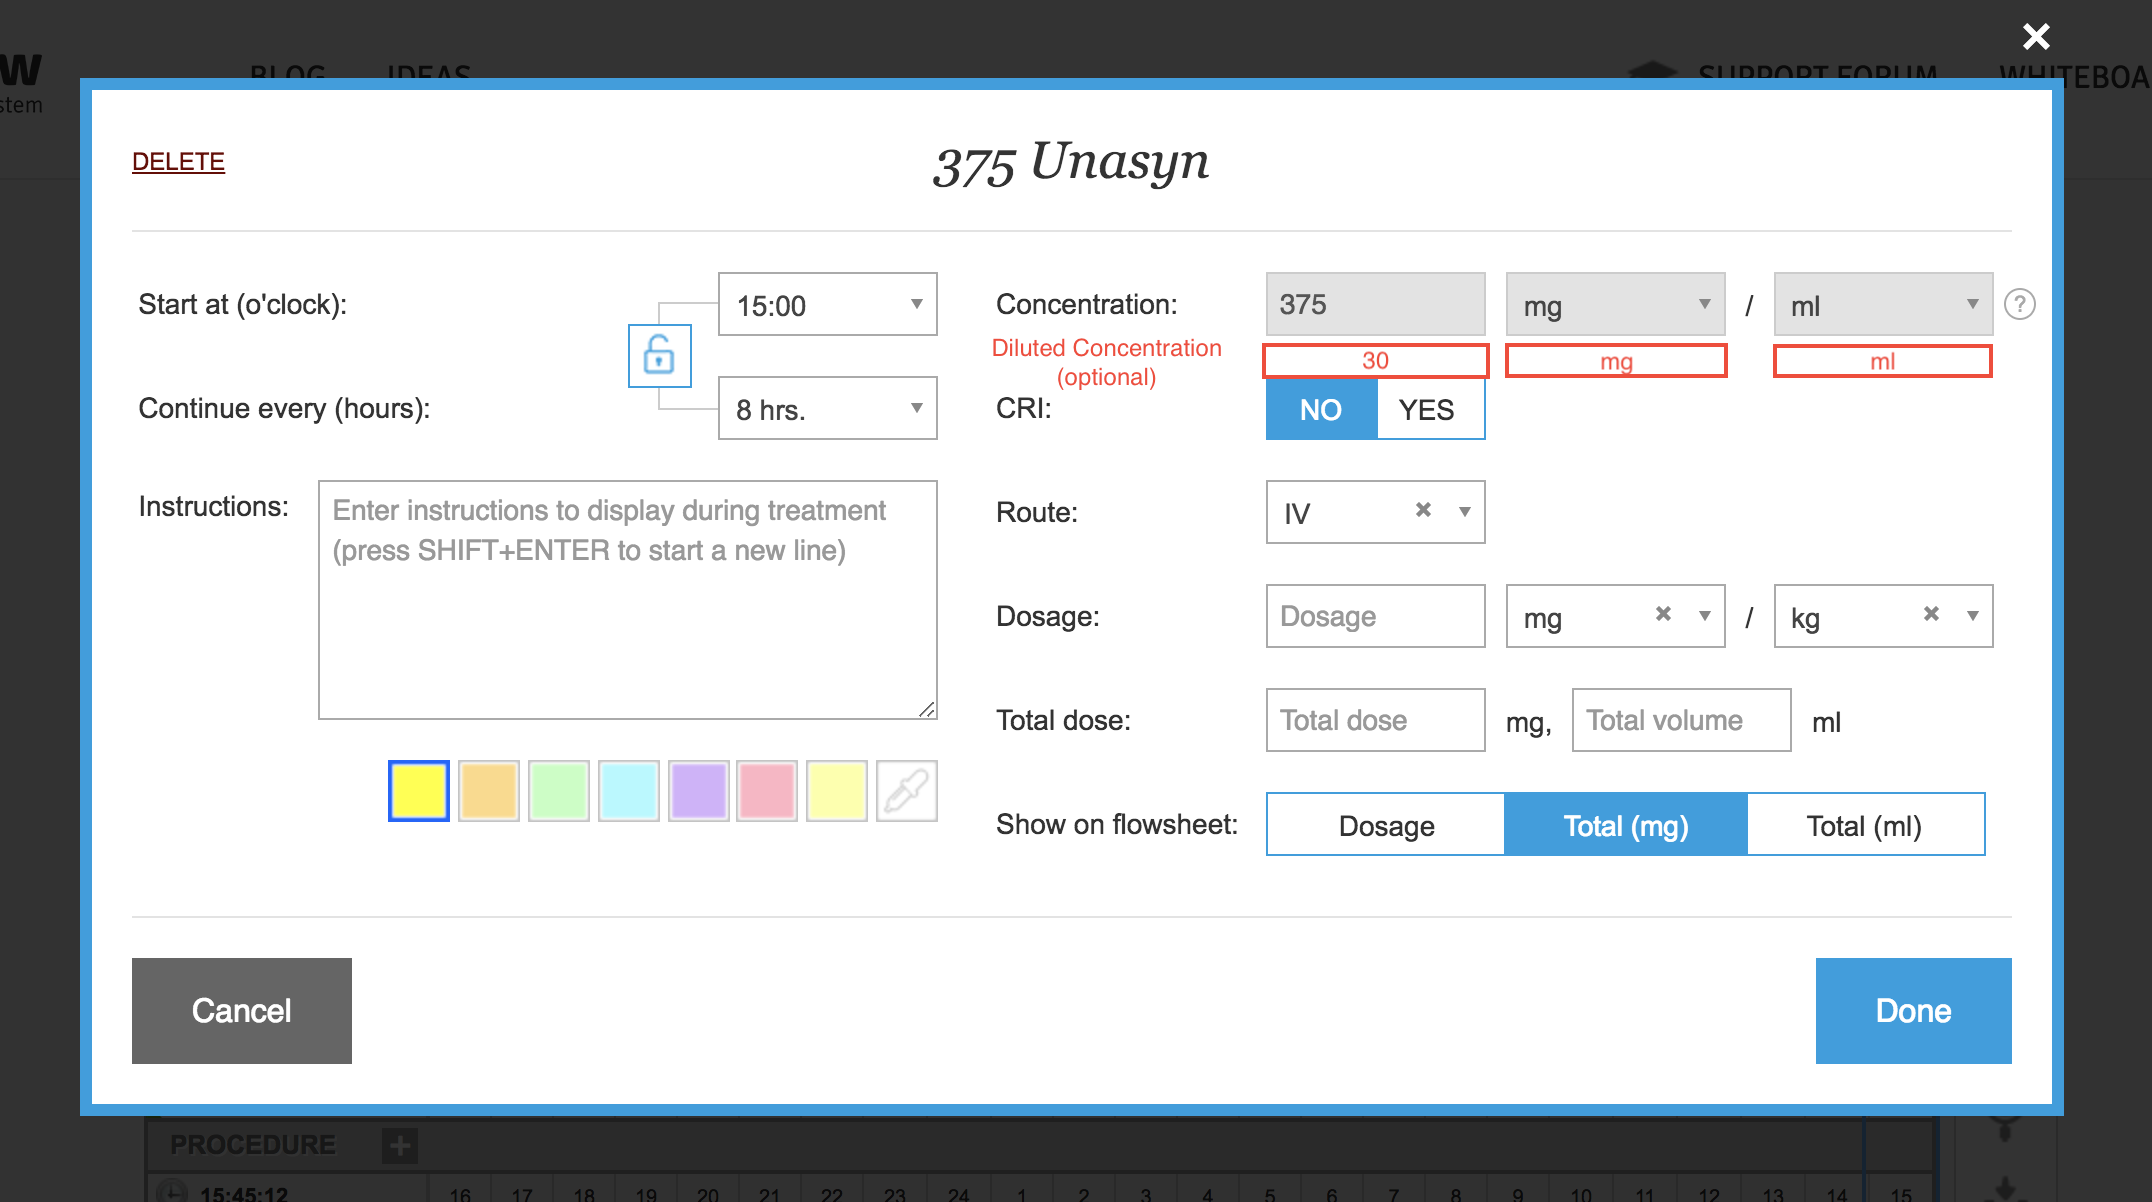 w
stem
BLOG IDEAS SUPPORT FORUM WHITEBOA
DELETE
375 Unasyn
Start at (o'clock): 15:00
Continue every (hours): 8 hrs.
Instructions: Enter instructions to display during treatment
(press SHIFT+ENTER to start a new line)
Concentration: 375 mg / ml ?
Diluted Concentration
(optional) 30 mg ml
CRI: NO YES
Route: IV
Dosage: Dosage mg / kg
Total dose: Total dose mg, Total volume ml
Show on flowsheet: Dosage Total (mg) Total (ml)
Cancel Done
PROCEDURE +
15:45:12 16 17 18 19 20 21 22 23 24 1 2 3 4 5 6 7 8 9 10 11 12 13 14 15